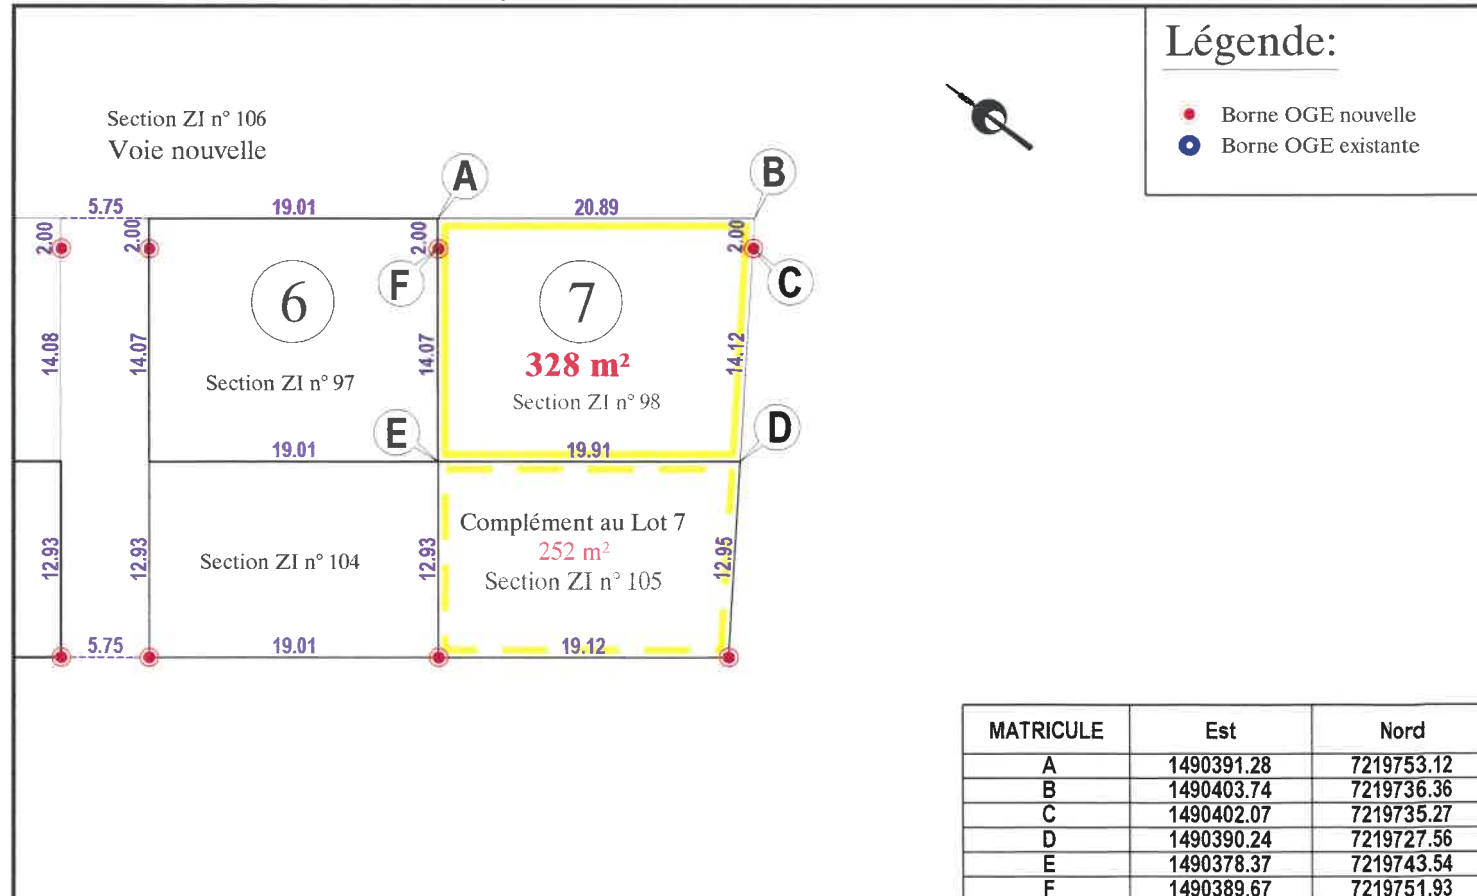 Légende:
Borne OGE nouvelle
Borne OGE existante
Section ZI n° 106
Voie nouvelle
A
B
5.75
19.01
20.89
2.00
2.00
2.00
2.00
F
C
6
7
14.08
14.07
14.07
14.12
328 m²
Section ZI n° 97
Section ZI n° 98
E
D
19.01
19.91
Complément au Lot 7
252 m²
Section ZI n° 104
Section ZI n° 105
12.93
12.93
12.93
12.95
5.75
19.01
19.12
MATRICULE Est Nord
A 1490391.28 7219753.12
B 1490403.74 7219736.36
C 1490402.07 7219735.27
D 1490390.24 7219727.56
E 1490378.37 7219743.54
F 1490389.67 7219751.93